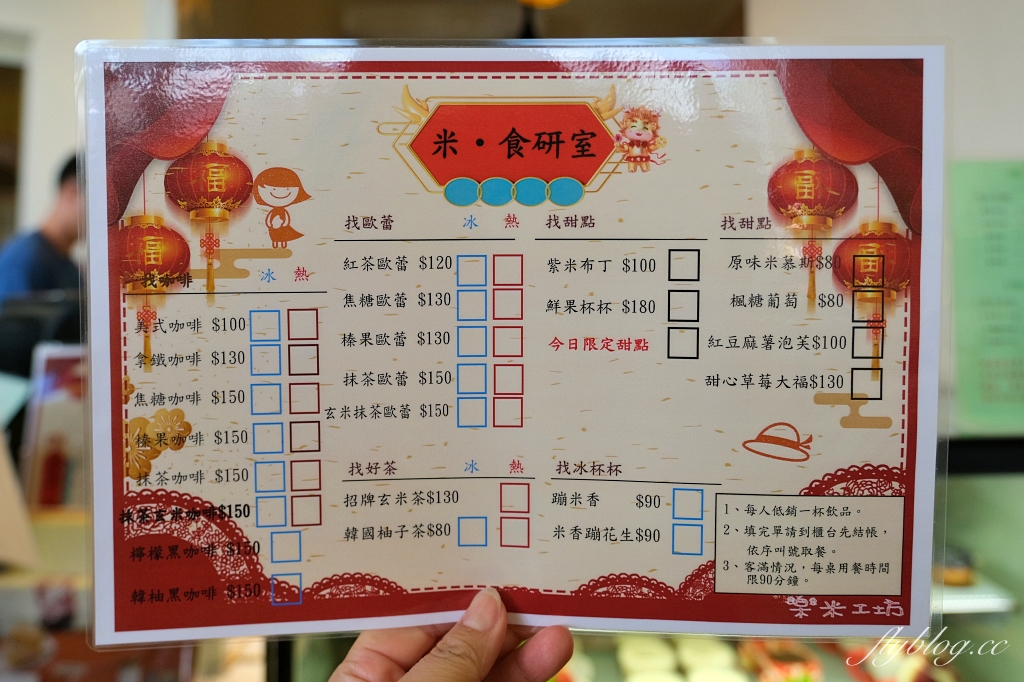 米・食研室
福
福
福
福
找咖啡 冰 熱
美式咖啡 $100
拿鐵咖啡 $130
焦糖咖啡 $150
榛果咖啡 $150
抹茶咖啡 $150
抹茶玄米咖啡$150
檸檬黑咖啡 $150
韓柚黑咖啡 $150
找歐蕾 冰 熱
紅茶歐蕾 $120
焦糖歐蕾 $130
榛果歐蕾 $130
抹茶歐蕾 $150
玄米抹茶歐蕾 $150
找好茶 冰 熱
招牌玄米茶$130
韓國柚子茶$80
找甜點
紫米布丁 $100
鮮果杯杯 $180
今日限定甜點
找冰杯杯
蹦米香 $90
米香蹦花生$90
找甜點
原味米慕斯$80
楓糖葡萄 $80
紅豆麻薯泡芙$100
甜心草莓大福$130
1、每人低銷一杯飲品。
2、填完單請到櫃台先結帳，
依序叫號取餐。
3、客滿情況，每桌用餐時間
限90分鐘。
樂米工坊
flyblog.cc